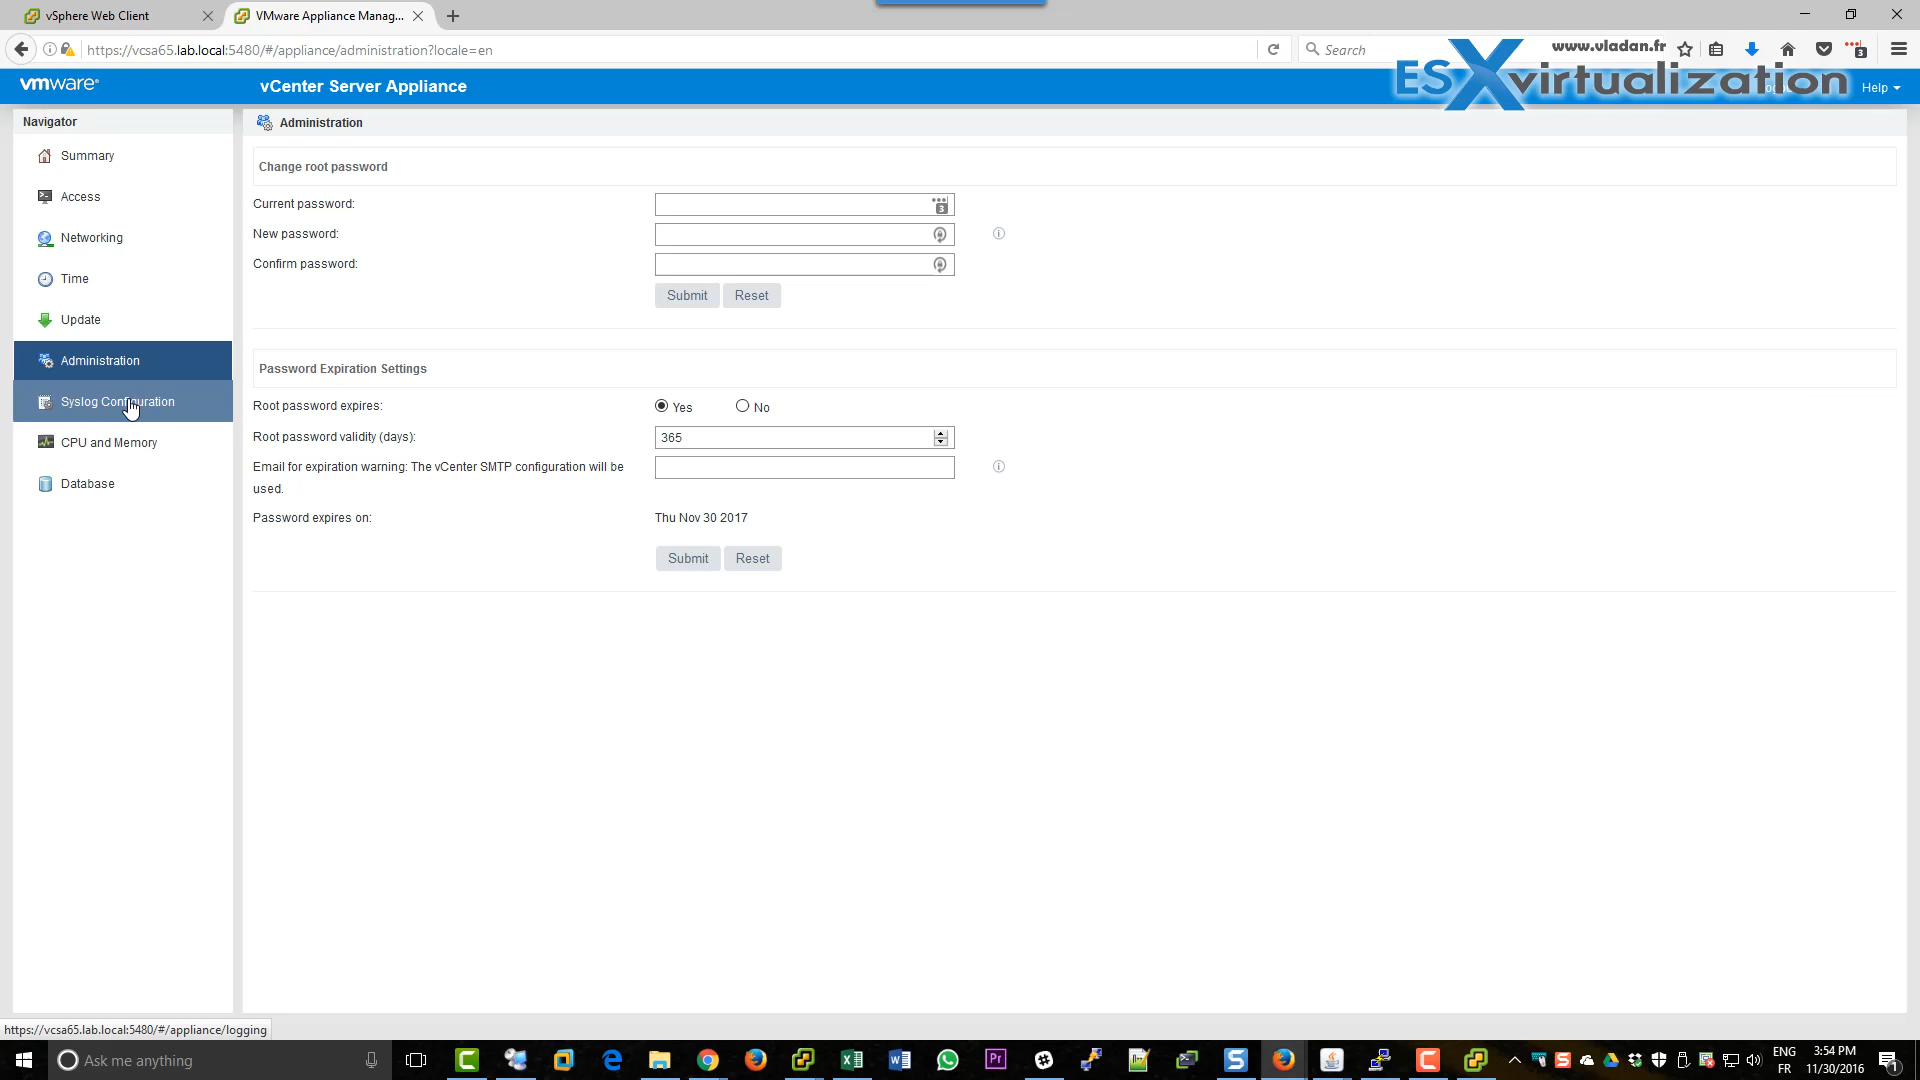 vSphere Web Client
VMware Appliance Manag...
https://vcsa65.lab.local:5480/#/appliance/administration?locale=en
Search
www.vladan.fr
ESXvirtualization
vmware
vCenter Server Appliance
Help
Navigator
Summary
Access
Networking
Time
Update
Administration
Syslog Configuration
CPU and Memory
Database
Administration
Change root password
Current password:
New password:
Confirm password:
Submit Reset
Password Expiration Settings
Root password expires: Yes No
Root password validity (days): 365
Email for expiration warning: The vCenter SMTP configuration will be
used.
Password expires on: Thu Nov 30 2017
Submit Reset
https://vcsa65.lab.local:5480/#/appliance/logging
Ask me anything
ENG
FR
3:54 PM
11/30/2016